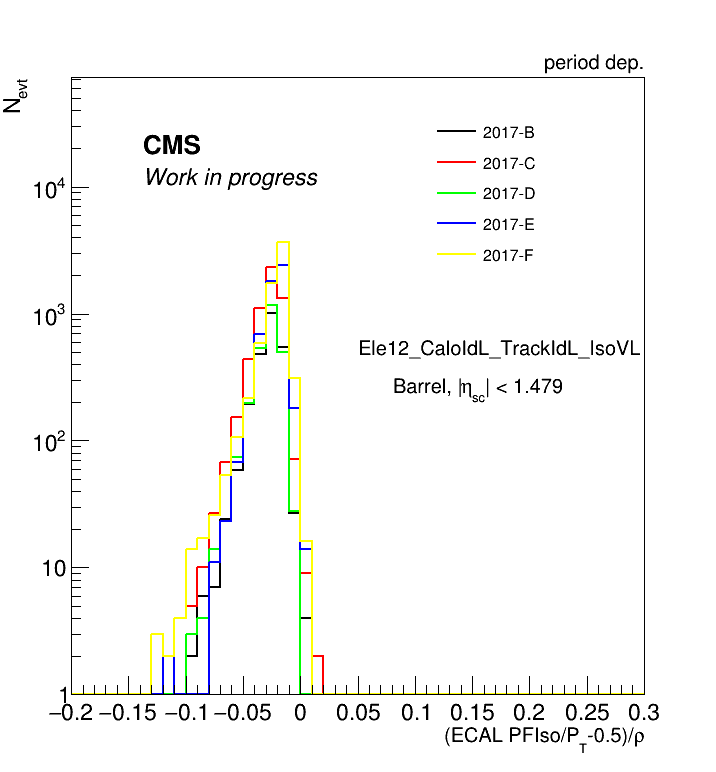 period dep.
N_evt
CMS
Work in progress
2017-B
2017-C
2017-D
2017-E
2017-F
Ele12_CaloIdL_TrackIdL_IsoVL
Barrel, |η_sc| < 1.479
10^4
10^3
10^2
10
1
−0.2 −0.15 −0.1 −0.05 0 0.05 0.1 0.15 0.2 0.25 0.3
(ECAL PFIso/P_T-0.5)/ρ